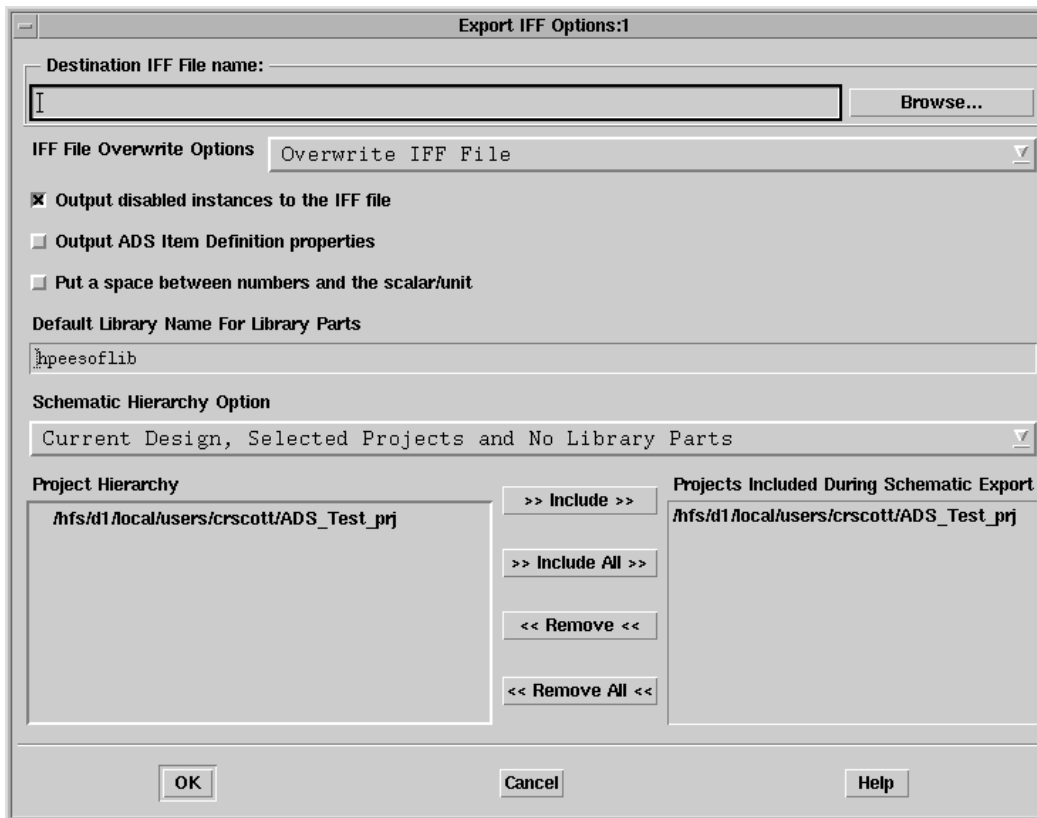 Export IFF Options:1
Destination IFF File name:
Browse...
IFF File Overwrite Options
Overwrite IFF File
Output disabled instances to the IFF file
Output ADS Item Definition properties
Put a space between numbers and the scalar/unit
Default Library Name For Library Parts
hpeesoflib
Schematic Hierarchy Option
Current Design, Selected Projects and No Library Parts
Project Hierarchy
/hfs/d1/local/users/crscott/ADS_Test_prj
>> Include >>
>> Include All >>
<< Remove <<
<< Remove All <<
Projects Included During Schematic Export
/hfs/d1/local/users/crscott/ADS_Test_prj
OK
Cancel
Help